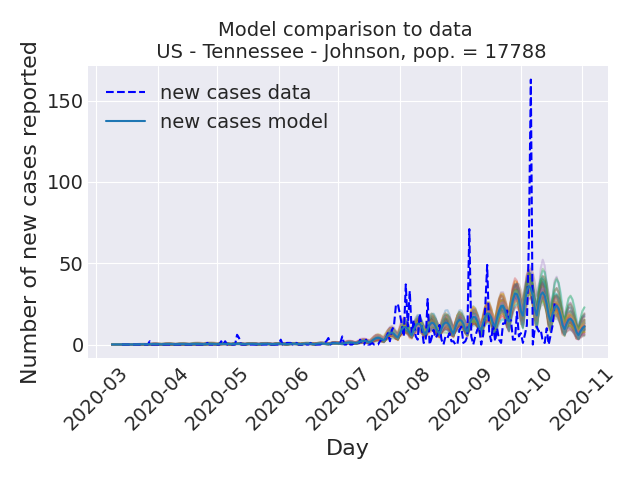 Model comparison to data
US - Tennessee - Johnson, pop. = 17788
Number of new cases reported
150
100
50
0
new cases data
new cases model
2020-03
2020-04
2020-05
2020-06
2020-07
2020-08
2020-09
2020-10
2020-11
Day